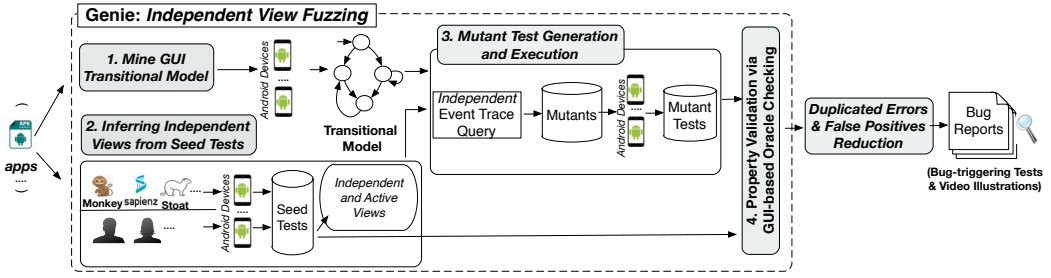 Genie: Independent View Fuzzing
APK
apps
....
1. Mine GUI
Transitional Model
Android Devices
....
Transitional
Model
2. Inferring Independent
Views from Seed Tests
Monkey
sapienz
Stoat
....
....
Android Devices
....
Seed
Tests
Independent
and Active
Views
3. Mutant Test Generation
and Execution
Independent
Event Trace
Query
Mutants
Android Devices
....
Mutant
Tests
4. Property Validation via
GUI-based Oracle Checking
Duplicated Errors
& False Positives
Reduction
Bug
Reports
(Bug-triggering Tests
& Video Illustrations)